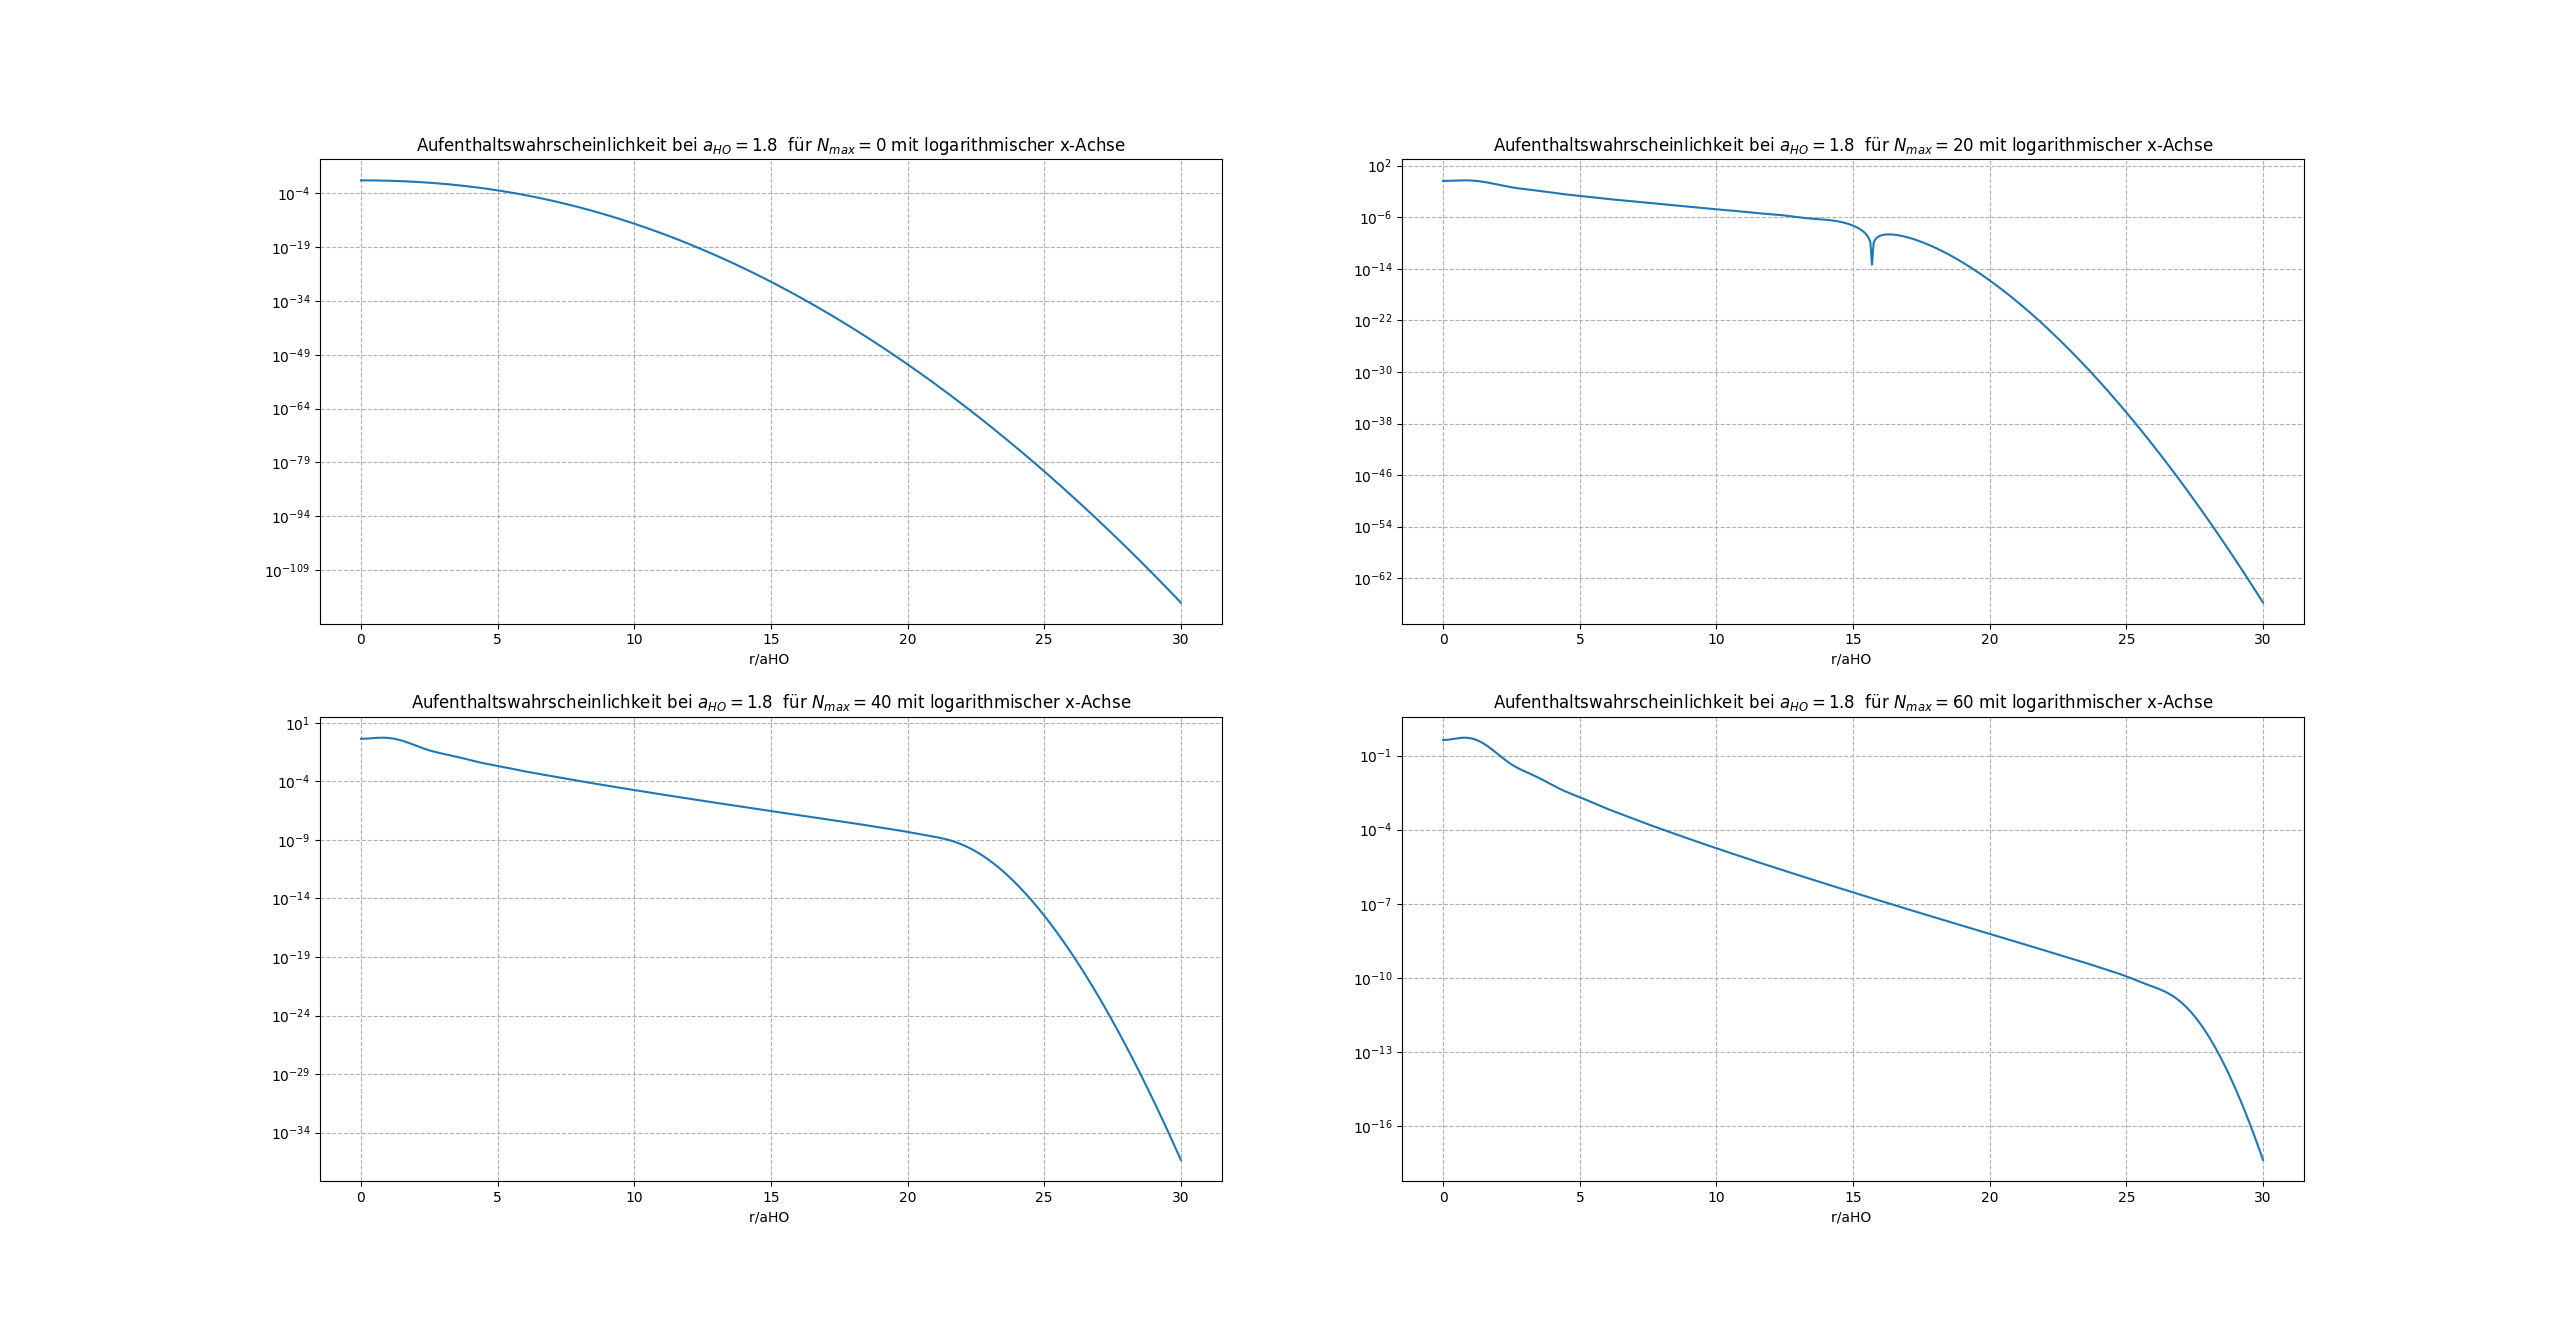 Aufenthaltswahrscheinlichkeit bei $a_{HO} = 1.8$ für $N_{max} = 0$ mit logarithmischer x-Achse
10^{-4}
10^{-19}
10^{-34}
10^{-49}
10^{-64}
10^{-79}
10^{-94}
10^{-109}
0 5 10 15 20 25 30
r/aHO
Aufenthaltswahrscheinlichkeit bei $a_{HO} = 1.8$ für $N_{max} = 20$ mit logarithmischer x-Achse
10^{2}
10^{-6}
10^{-14}
10^{-22}
10^{-30}
10^{-38}
10^{-46}
10^{-54}
10^{-62}
0 5 10 15 20 25 30
r/aHO
Aufenthaltswahrscheinlichkeit bei $a_{HO} = 1.8$ für $N_{max} = 40$ mit logarithmischer x-Achse
10^{1}
10^{-4}
10^{-9}
10^{-14}
10^{-19}
10^{-24}
10^{-29}
10^{-34}
0 5 10 15 20 25 30
r/aHO
Aufenthaltswahrscheinlichkeit bei $a_{HO} = 1.8$ für $N_{max} = 60$ mit logarithmischer x-Achse
10^{-1}
10^{-4}
10^{-7}
10^{-10}
10^{-13}
10^{-16}
0 5 10 15 20 25 30
r/aHO